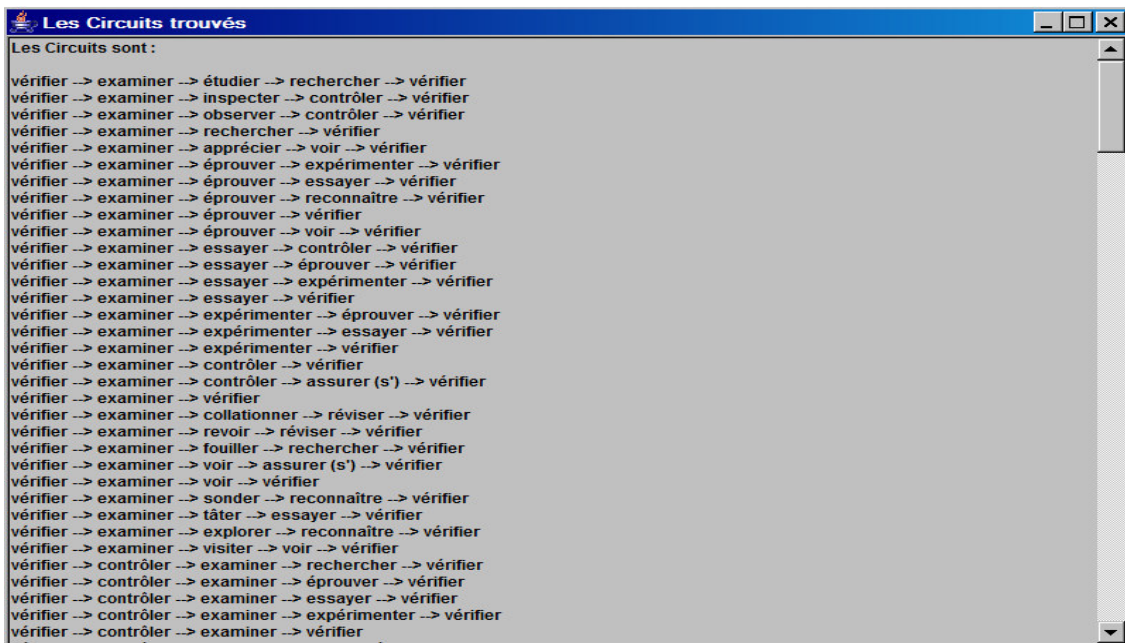 Les Circuits trouvés
Les Circuits sont :
vérifier --> examiner --> étudier --> rechercher --> vérifier
vérifier --> examiner --> inspecter --> contrôler --> vérifier
vérifier --> examiner --> observer --> contrôler --> vérifier
vérifier --> examiner --> rechercher --> vérifier
vérifier --> examiner --> apprécier --> voir --> vérifier
vérifier --> examiner --> éprouver --> expérimenter --> vérifier
vérifier --> examiner --> éprouver --> essayer --> vérifier
vérifier --> examiner --> éprouver --> reconnaître --> vérifier
vérifier --> examiner --> éprouver --> vérifier
vérifier --> examiner --> éprouver --> voir --> vérifier
vérifier --> examiner --> essayer --> contrôler --> vérifier
vérifier --> examiner --> essayer --> éprouver --> vérifier
vérifier --> examiner --> essayer --> expérimenter --> vérifier
vérifier --> examiner --> essayer --> vérifier
vérifier --> examiner --> expérimenter --> éprouver --> vérifier
vérifier --> examiner --> expérimenter --> essayer --> vérifier
vérifier --> examiner --> expérimenter --> vérifier
vérifier --> examiner --> contrôler --> vérifier
vérifier --> examiner --> contrôler --> assurer (s') --> vérifier
vérifier --> examiner --> vérifier
vérifier --> examiner --> collationner --> réviser --> vérifier
vérifier --> examiner --> revoir --> réviser --> vérifier
vérifier --> examiner --> fouiller --> rechercher --> vérifier
vérifier --> examiner --> voir --> assurer (s') --> vérifier
vérifier --> examiner --> voir --> vérifier
vérifier --> examiner --> sonder --> reconnaître --> vérifier
vérifier --> examiner --> tâter --> essayer --> vérifier
vérifier --> examiner --> explorer --> reconnaître --> vérifier
vérifier --> examiner --> visiter --> voir --> vérifier
vérifier --> contrôler --> examiner --> rechercher --> vérifier
vérifier --> contrôler --> examiner --> éprouver --> vérifier
vérifier --> contrôler --> examiner --> essayer --> vérifier
vérifier --> contrôler --> examiner --> expérimenter --> vérifier
vérifier --> contrôler --> examiner --> vérifier